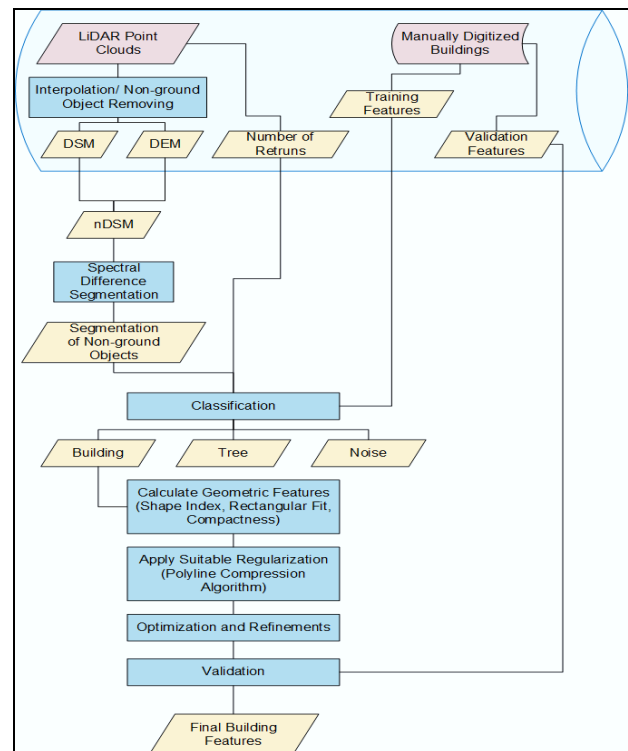 LiDAR Point
Clouds
Manually Digitized
Buildings
Interpolation/ Non-ground
Object Removing
Training
Features
DSM
DEM
Number of
Retruns
Validation
Features
nDSM
Spectral
Difference
Segmentation
Segmentation
of Non-ground
Objects
Classification
Building
Tree
Noise
Calculate Geometric Features
(Shape Index, Rectangular Fit,
Compactness)
Apply Suitable Regularization
(Polyline Compression
Algorithm)
Optimization and Refinements
Validation
Final Building
Features